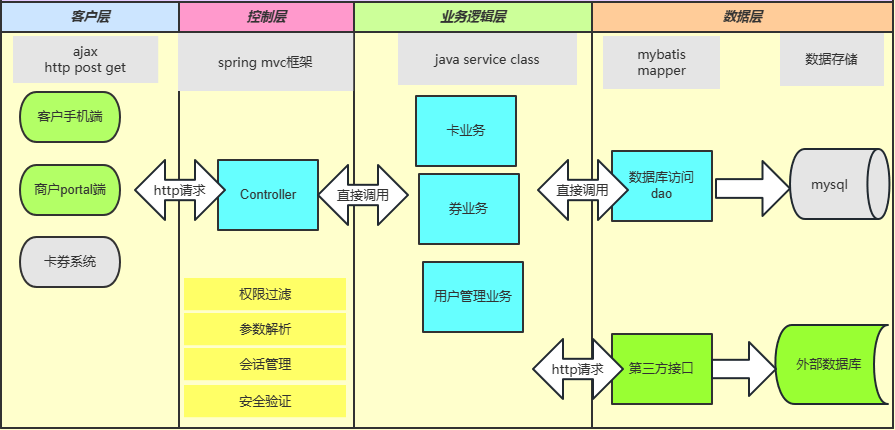 客户层
控制层
业务逻辑层
数据层
ajax
http post get
spring mvc框架
java service class
mybatis
mapper
数据存储
客户手机端
商户portal端
卡券系统
http请求
Controller
直接调用
卡业务
券业务
用户管理业务
直接调用
数据库访问
dao
mysql
权限过滤
参数解析
会话管理
安全验证
http请求
第三方接口
外部数据库